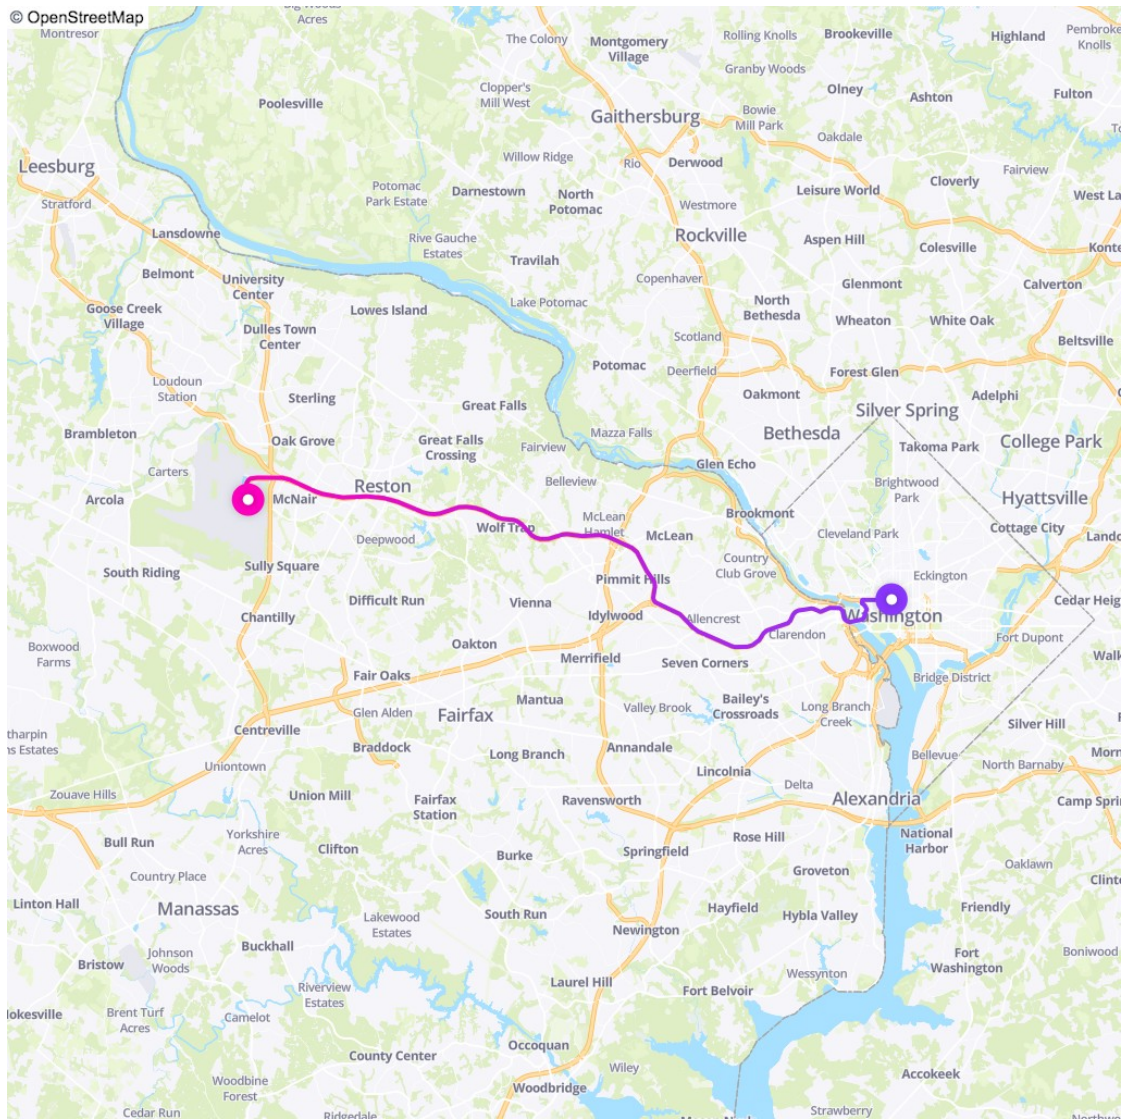 © OpenStreetMap
Acres
Montresor
The Colony
Montgomery
Village
Rolling Knolls
Brookeville
Highland
Pembroke
Knolls
Granby Woods
Clopper's
Mill West
Poolesville
Olney
Ashton
Fulton
Gaithersburg
Bowie
Mill Park
Oakdale
Leesburg
Willow Ridge
Rio
Derwood
Fairview
Cloverly
Stratford
Potomac
Park Estate
Darnestown
North
Potomac
Leisure World
West La
Westmore
Lansdowne
Rive Gauche
Estates
Rockville
Aspen Hill
Colesville
Konte
Travilah
Belmont
University
Center
Copenhaver
Glenmont
Calverton
Goose Creek
Village
Lowes Island
Lake Potomac
North
Bethesda
Wheaton
White Oak
Dulles Town
Center
Scotland
Beltsville
Potomac
Deerfield
Forest Glen
Loudoun
Station
Sterling
Great Falls
Oakmont
Adelphi
Silver Spring
Brambleton
Oak Grove
Great Falls
Crossing
Fairview
Mazza Falls
Bethesda
Takoma Park
College Park
Carters
Glen Echo
Arcola
McNair
Reston
Belleview
Brightwood
Park
Hyattsville
McLean
Hamlet
Brookmont
Wolf Trap
McLean
Cleveland Park
Cottage City
Deepwood
Lando
South Riding
Sully Square
Country
Club Grove
Pimmit Hills
Eckington
Difficult Run
Vienna
Cedar Heig
Chantilly
Idylwood
Allencrest
Washington
Clarendon
Fort Dupont
Boxwood
Farms
Oakton
Merrifield
Seven Corners
Walk
Fair Oaks
Bridge District
Mantua
Valley Brook
Bailey's
Crossroads
Long Branch
Creek
Glen Alden
Fairfax
Silver Hill
tharpin
ns Estates
Centreville
Braddock
Long Branch
Annandale
Bellevue
Morn
Uniontown
Lincolnia
North Barnaby
Delta
Zouave Hills
Union Mill
Fairfax
Station
Ravensworth
Alexandria
Camp Sprin
Bull Run
Yorkshire
Acres
Clifton
Rose Hill
National
Harbor
Burke
Springfield
Oaklawn
Country Place
Groveton
Clinto
Linton Hall
Manassas
Lakewood
Estates
South Run
Hayfield
Hybla Valley
Friendly
Newington
Buckhall
Bristow
Johnson
Woods
Fort
Washington
Boniwood
Wessynton
Riverview
Estates
Laurel Hill
Fort Belvoir
okesville
Brent Turf
Acres
Camelot
County Center
Occoquan
Wiley
Woodbine
Forest
Woodbridge
Accokeek
Cedar Run
Ridgedale
Strawberry